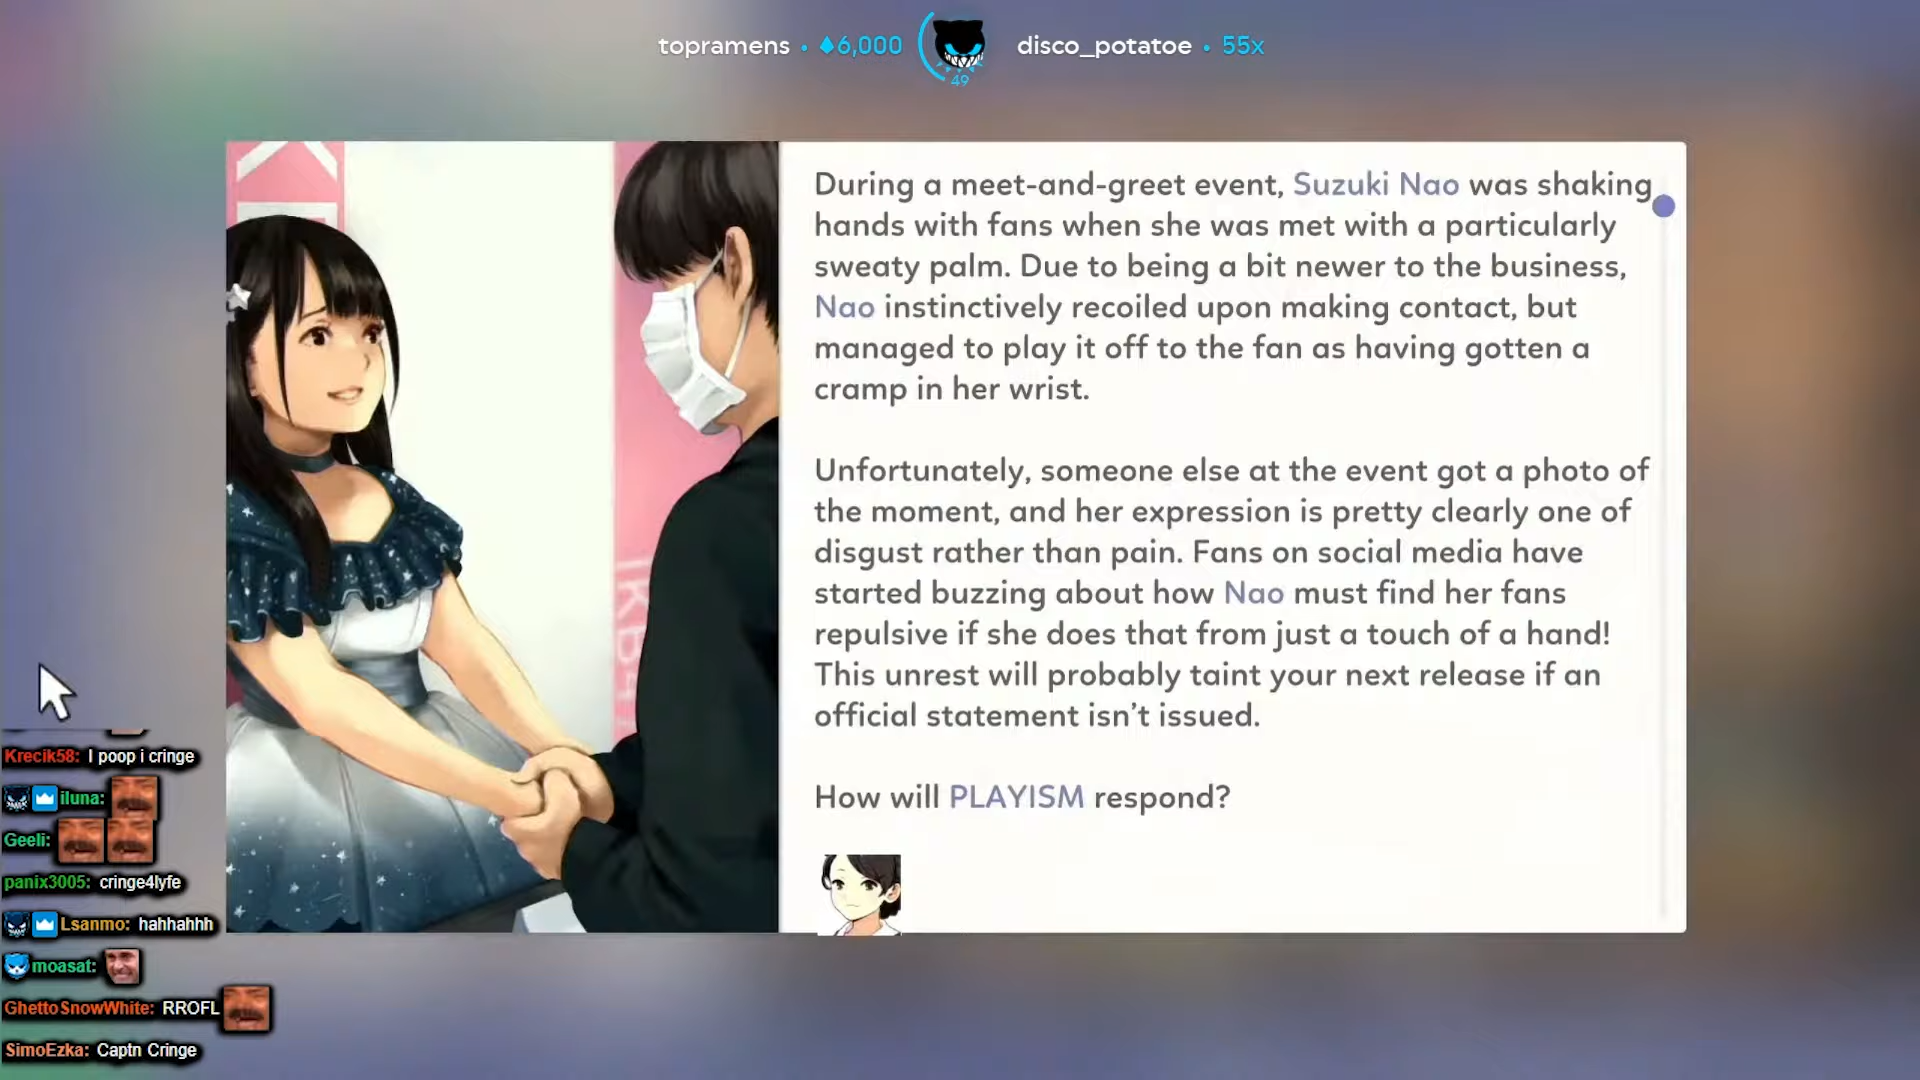 topramens • 6,000 disco_potatoe • 55x
49
During a meet-and-greet event, Suzuki Nao was shaking
hands with fans when she was met with a particularly
sweaty palm. Due to being a bit newer to the business,
Nao instinctively recoiled upon making contact, but
managed to play it off to the fan as having gotten a
cramp in her wrist.
Unfortunately, someone else at the event got a photo of
the moment, and her expression is pretty clearly one of
disgust rather than pain. Fans on social media have
started buzzing about how Nao must find her fans
repulsive if she does that from just a touch of a hand!
This unrest will probably taint your next release if an
official statement isn't issued.
How will PLAYISM respond?
Krecik58: I poop i cringe
iluna:
Geeli:
panix3005: cringe4lyfe
Lsanmo: hahhahhh
moasat:
GhettoSnowWhite: RROFL
SimoEzka: Captn Cringe